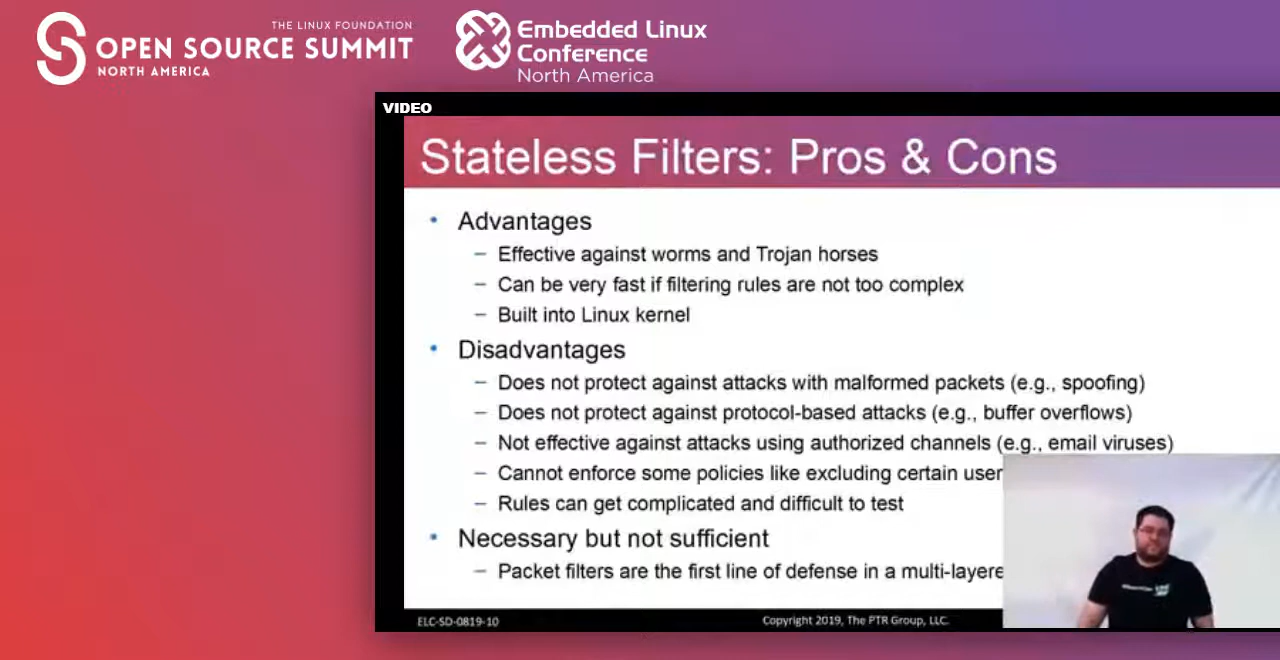 THE LINUX FOUNDATION
OPEN SOURCE SUMMIT
NORTH AMERICA
Embedded Linux
Conference
North America
VIDEO
Stateless Filters: Pros & Cons
• Advantages
– Effective against worms and Trojan horses
– Can be very fast if filtering rules are not too complex
– Built into Linux kernel
• Disadvantages
– Does not protect against attacks with malformed packets (e.g., spoofing)
– Does not protect against protocol-based attacks (e.g., buffer overflows)
– Not effective against attacks using authorized channels (e.g., email viruses)
– Cannot enforce some policies like excluding certain user
– Rules can get complicated and difficult to test
• Necessary but not sufficient
– Packet filters are the first line of defense in a multi-layere
ELC-SD-0819-10
Copyright 2019, The PTR Group, LLC.